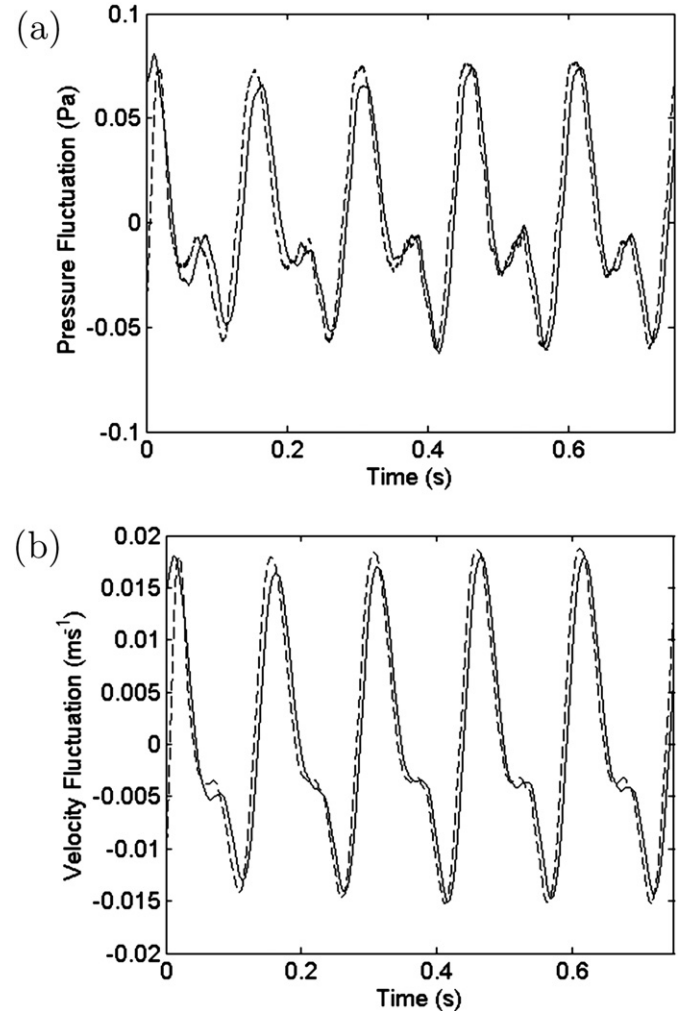 (a)
0.1
0.05
0
-0.05
-0.1
Pressure Fluctuation (Pa)
0 0.2 0.4 0.6
Time (s)
(b)
0.02
0.015
0.01
0.005
0
-0.005
-0.01
-0.015
-0.02
Velocity Fluctuation (ms⁻¹)
0 0.2 0.4 0.6
Time (s)